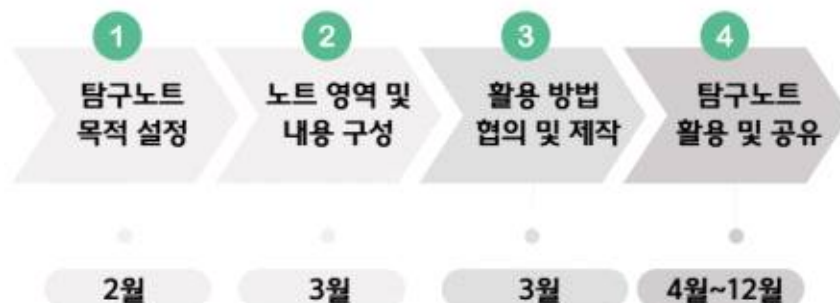 1
탐구노트
목적 설정
2월
2
노트 영역 및
내용 구성
3월
3
활용 방법
협의 및 제작
3월
4
탐구노트
활용 및 공유
4월~12월